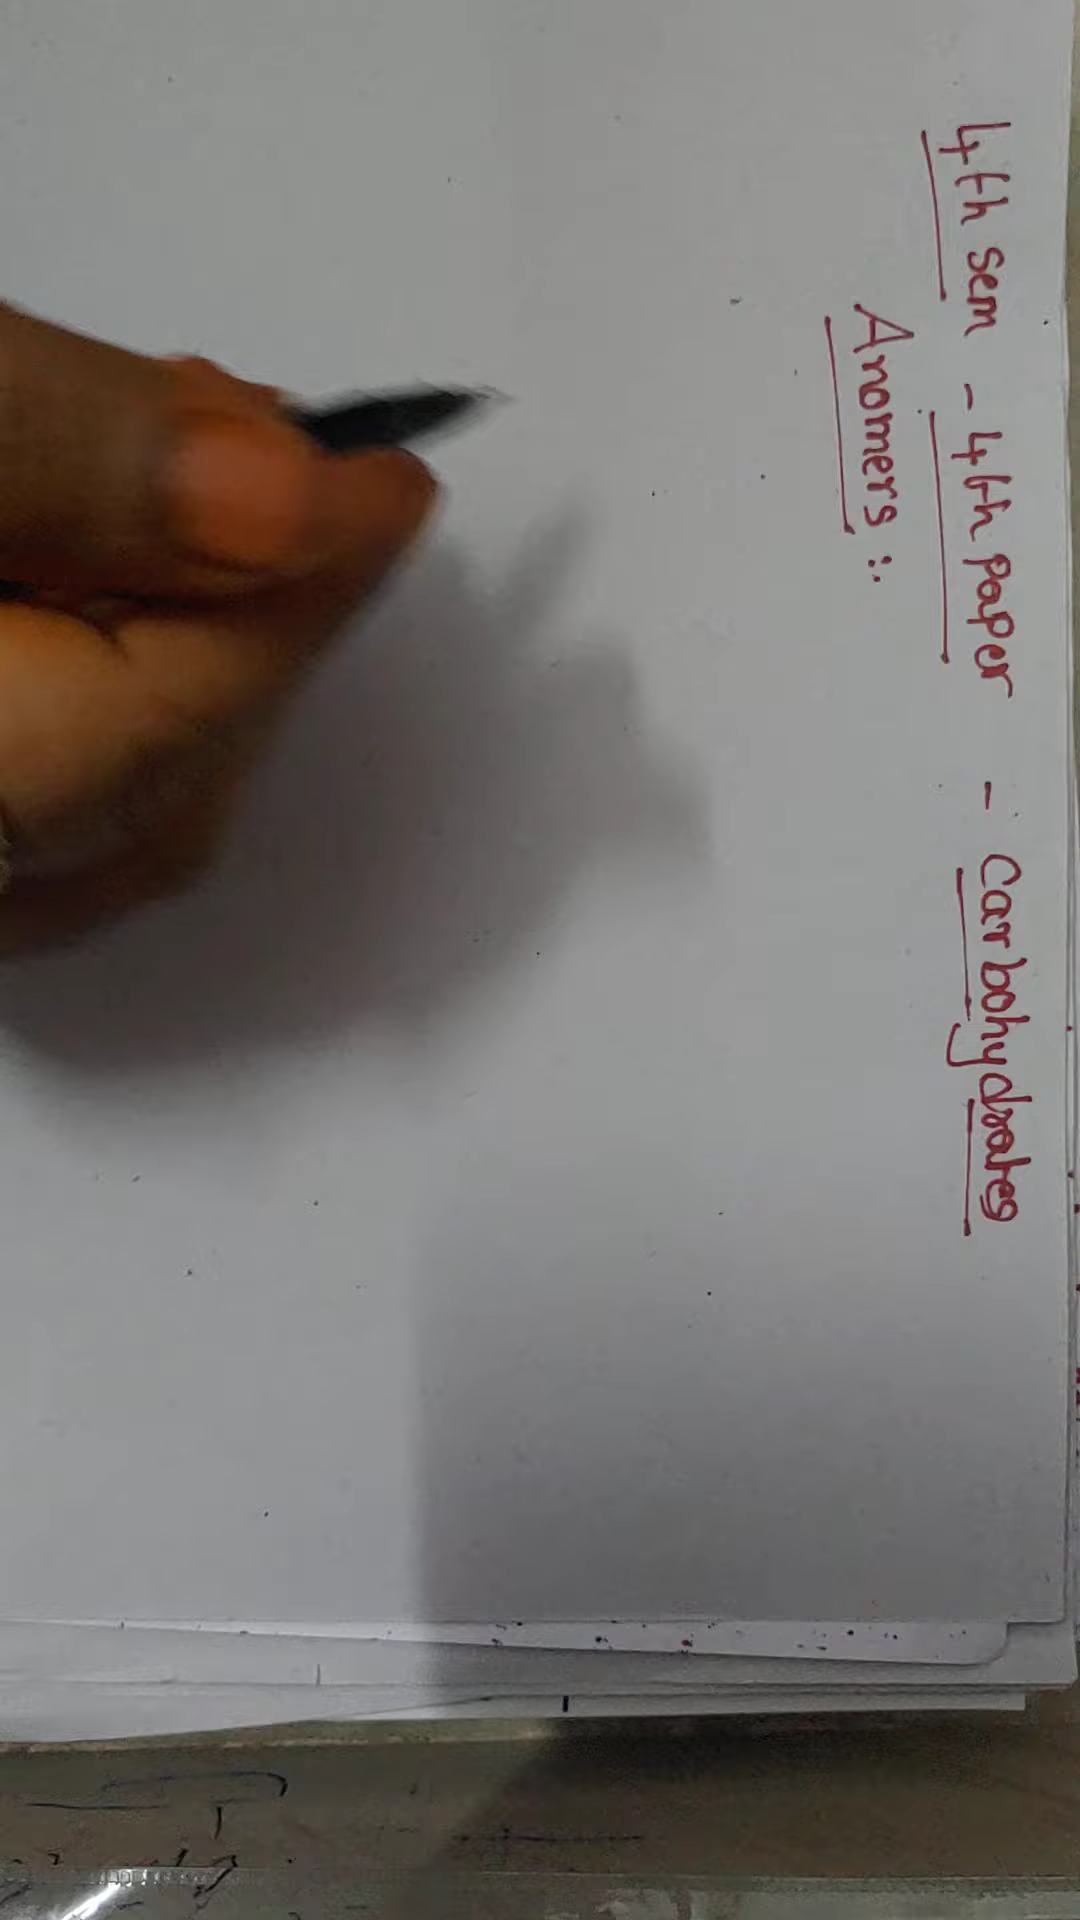 4th sem - 4th paper - Carbohydrates
Anomers :.